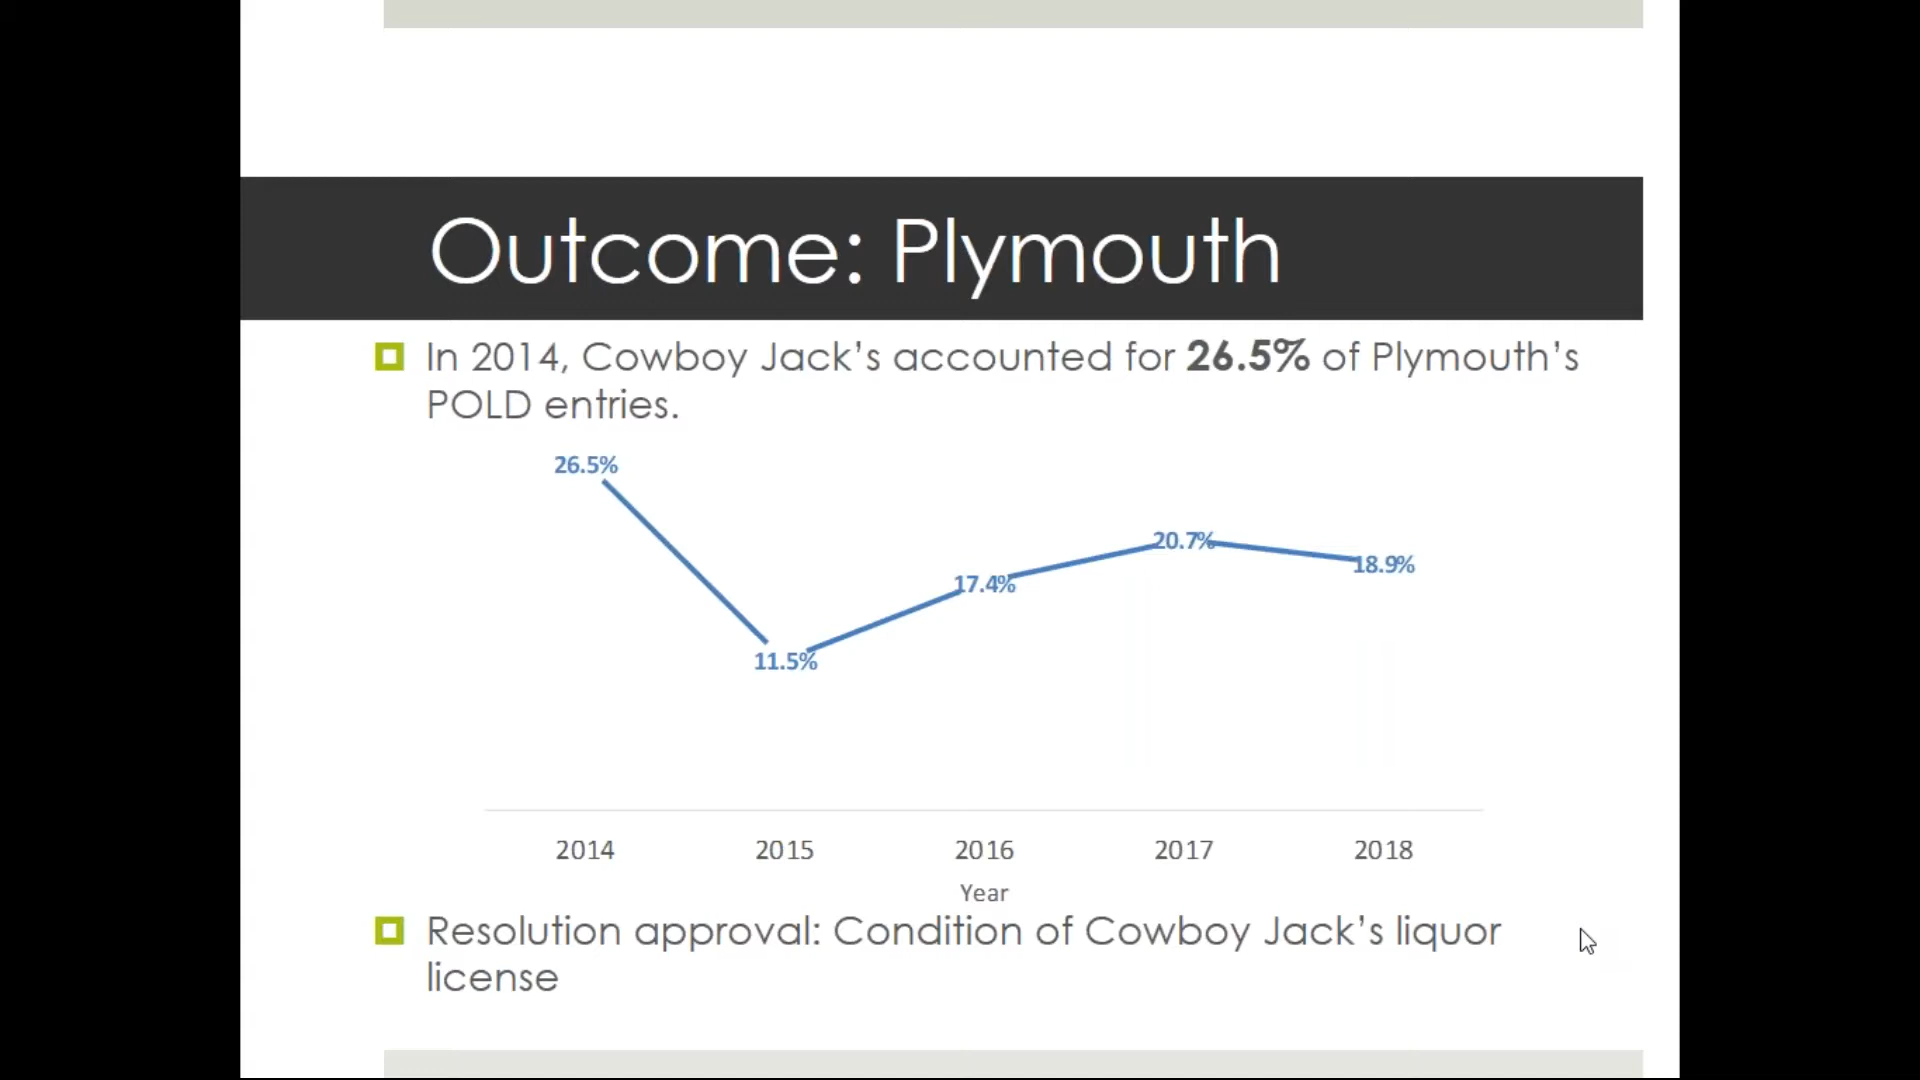 Outcome: Plymouth
In 2014, Cowboy Jack’s accounted for 26.5% of Plymouth’s
POLD entries.
26.5%
11.5%
17.4%
20.7%
18.9%
2014 2015 2016 2017 2018
Year
Resolution approval: Condition of Cowboy Jack’s liquor
license